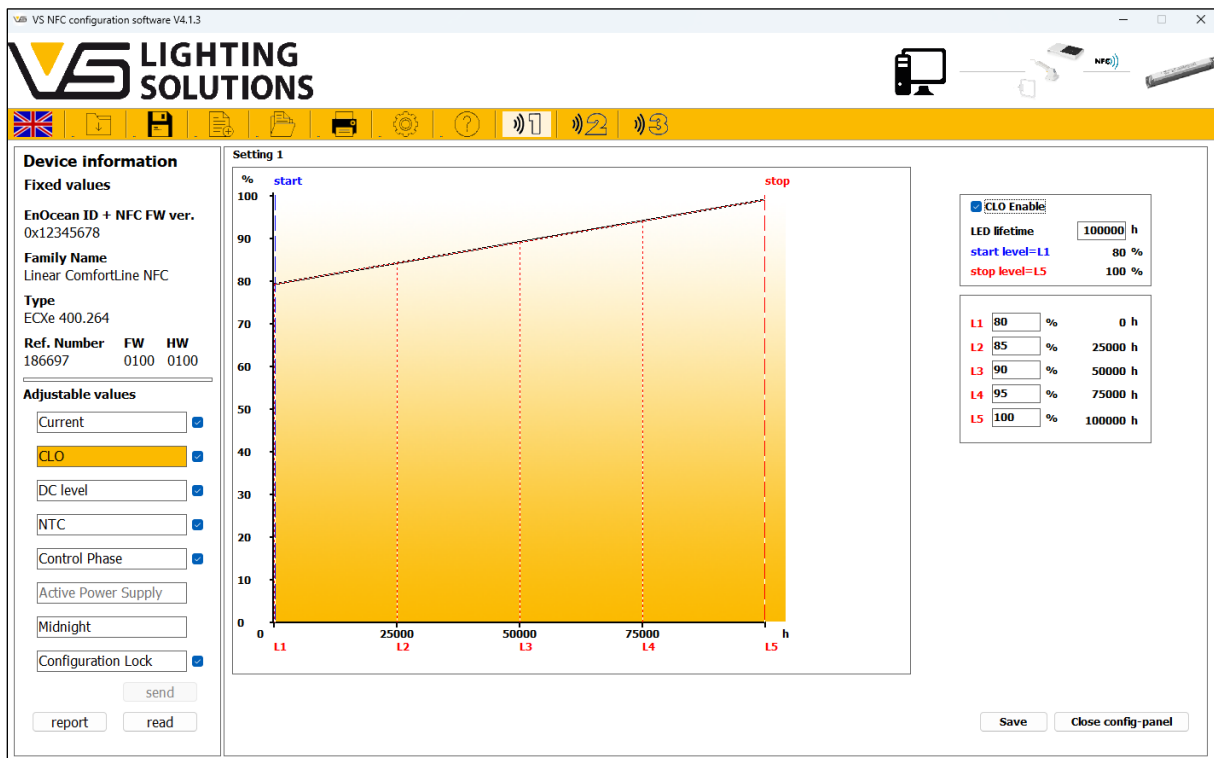 VS NFC configuration software V4.1.3
VS LIGHTING
SOLUTIONS
NFC
1 2 3
Device information
Fixed values
EnOcean ID + NFC FW ver.
0x12345678
Family Name
Linear ComfortLine NFC
Type
ECXe 400.264
Ref. Number FW HW
186697 0100 0100
Adjustable values
Current
CLO
DC level
NTC
Control Phase
Active Power Supply
Midnight
Configuration Lock
send
report read
Setting 1
% start stop
100
90
80
70
60
50
40
30
20
10
0
0 25000 50000 75000 h
L1 L2 L3 L4 L5
CLO Enable
LED lifetime 100000 h
start level=L1 80 %
stop level=L5 100 %
L1 80 % 0 h
L2 85 % 25000 h
L3 90 % 50000 h
L4 95 % 75000 h
L5 100 % 100000 h
Save Close config-panel